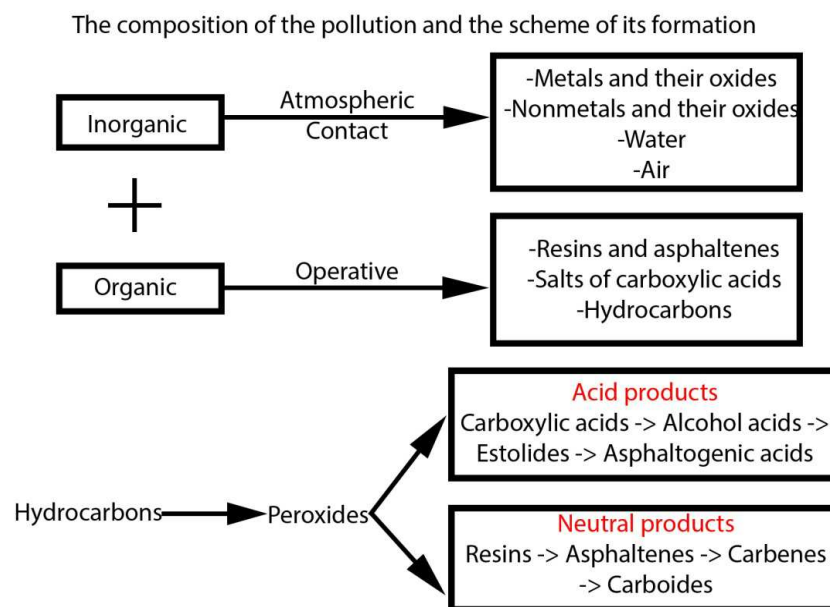 The composition of the pollution and the scheme of its formation
Inorganic
Atmospheric
Contact
-Metals and their oxides
-Nonmetals and their oxides
-Water
-Air
Organic
Operative
-Resins and asphaltenes
-Salts of carboxylic acids
-Hydrocarbons
Hydrocarbons
Peroxides
Acid products
Carboxylic acids -> Alcohol acids ->
Estolides -> Asphaltogenic acids
Neutral products
Resins -> Asphaltenes -> Carbenes
-> Carboides